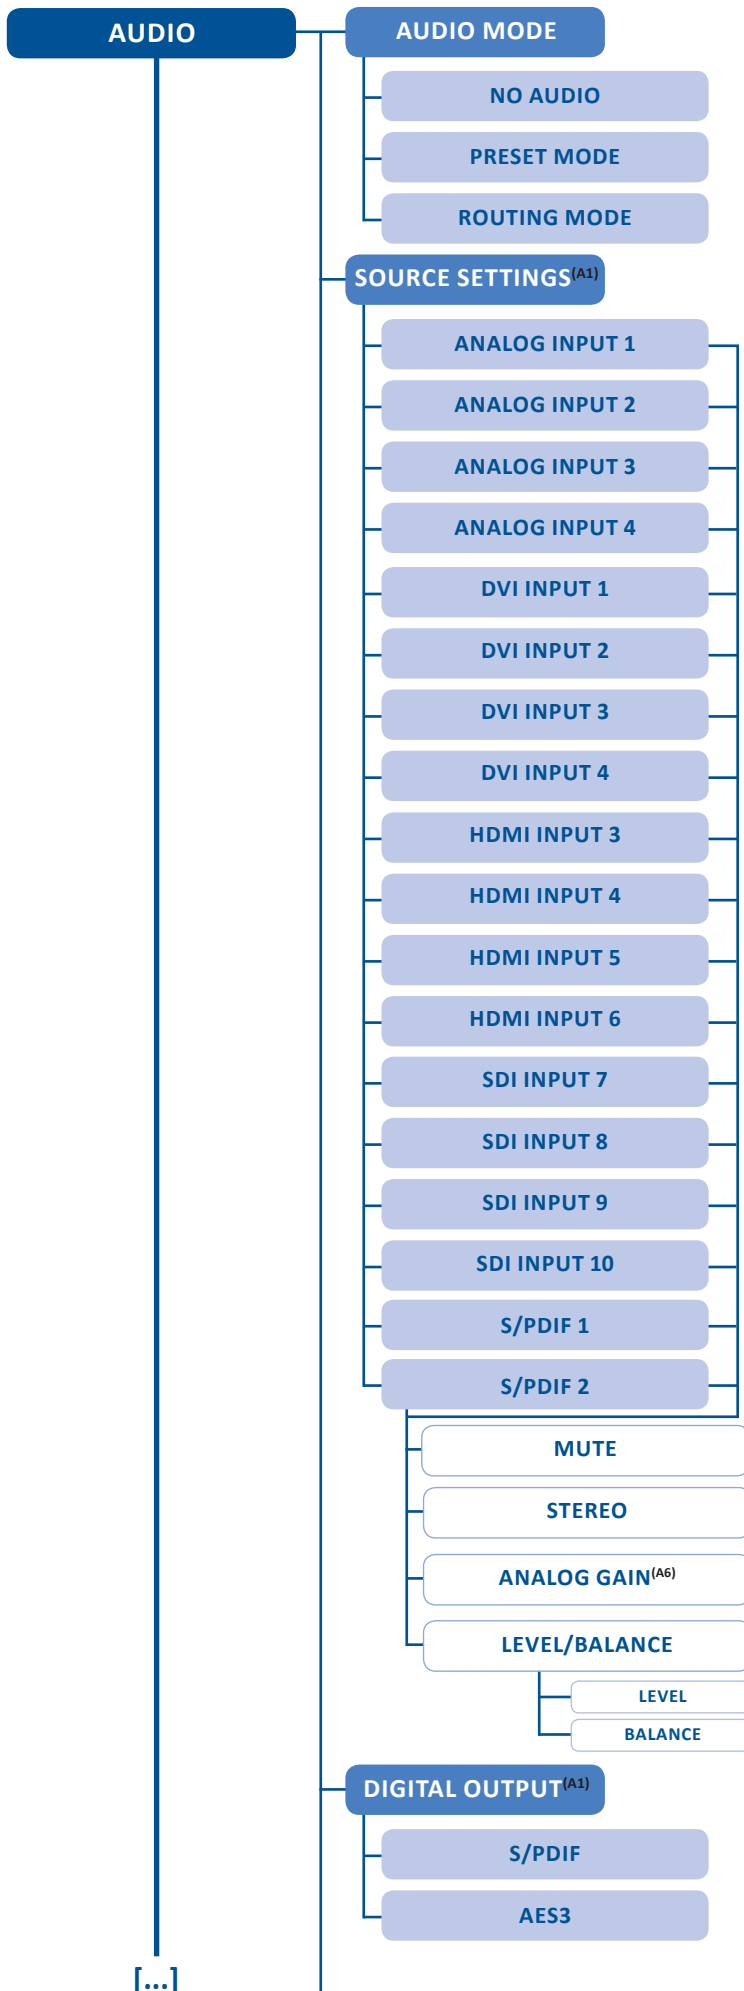 AUDIO
AUDIO MODE
NO AUDIO
PRESET MODE
ROUTING MODE
SOURCE SETTINGS(A1)
ANALOG INPUT 1
ANALOG INPUT 2
ANALOG INPUT 3
ANALOG INPUT 4
DVI INPUT 1
DVI INPUT 2
DVI INPUT 3
DVI INPUT 4
HDMI INPUT 3
HDMI INPUT 4
HDMI INPUT 5
HDMI INPUT 6
SDI INPUT 7
SDI INPUT 8
SDI INPUT 9
SDI INPUT 10
S/PDIF 1
S/PDIF 2
MUTE
STEREO
ANALOG GAIN(A6)
LEVEL/BALANCE
LEVEL
BALANCE
DIGITAL OUTPUT(A1)
S/PDIF
AES3
[...]